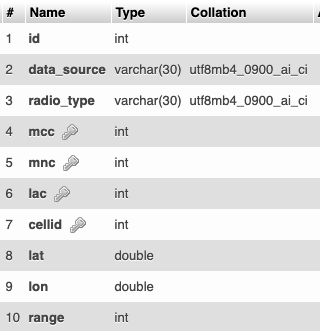 # Name Type Collation
1 id int
2 data_source varchar(30) utf8mb4_0900_ai_ci
3 radio_type varchar(30) utf8mb4_0900_ai_ci
4 mcc int
5 mnc int
6 lac int
7 cellid int
8 lat double
9 lon double
10 range int